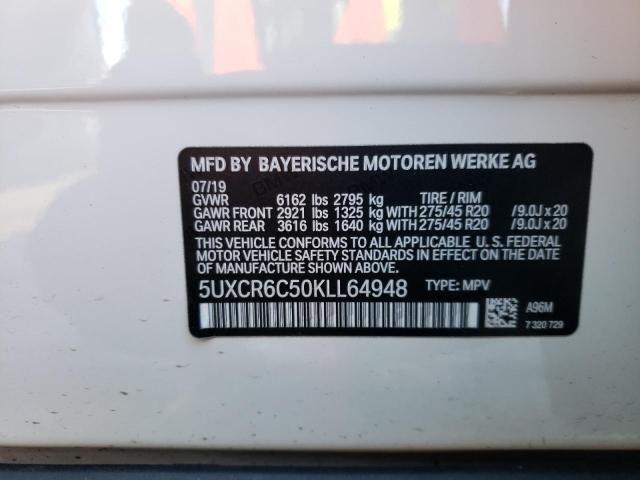 MFD BY BAYERISCHE MOTOREN WERKE AG
07/19
GVWR 6162 lbs 2795 kg TIRE / RIM
GAWR FRONT 2921 lbs 1325 kg WITH 275/45 R20 /9.0J x 20
GAWR REAR 3616 lbs 1640 kg WITH 275/45 R20 /9.0J x 20
THIS VEHICLE CONFORMS TO ALL APPLICABLE U. S. FEDERAL
MOTOR VEHICLE SAFETY STANDARDS IN EFFECT ON THE DATE
OF MANUFACTURE SHOWN ABOVE.
5UXCR6C50KLL64948 TYPE: MPV
A96M
7 320 729